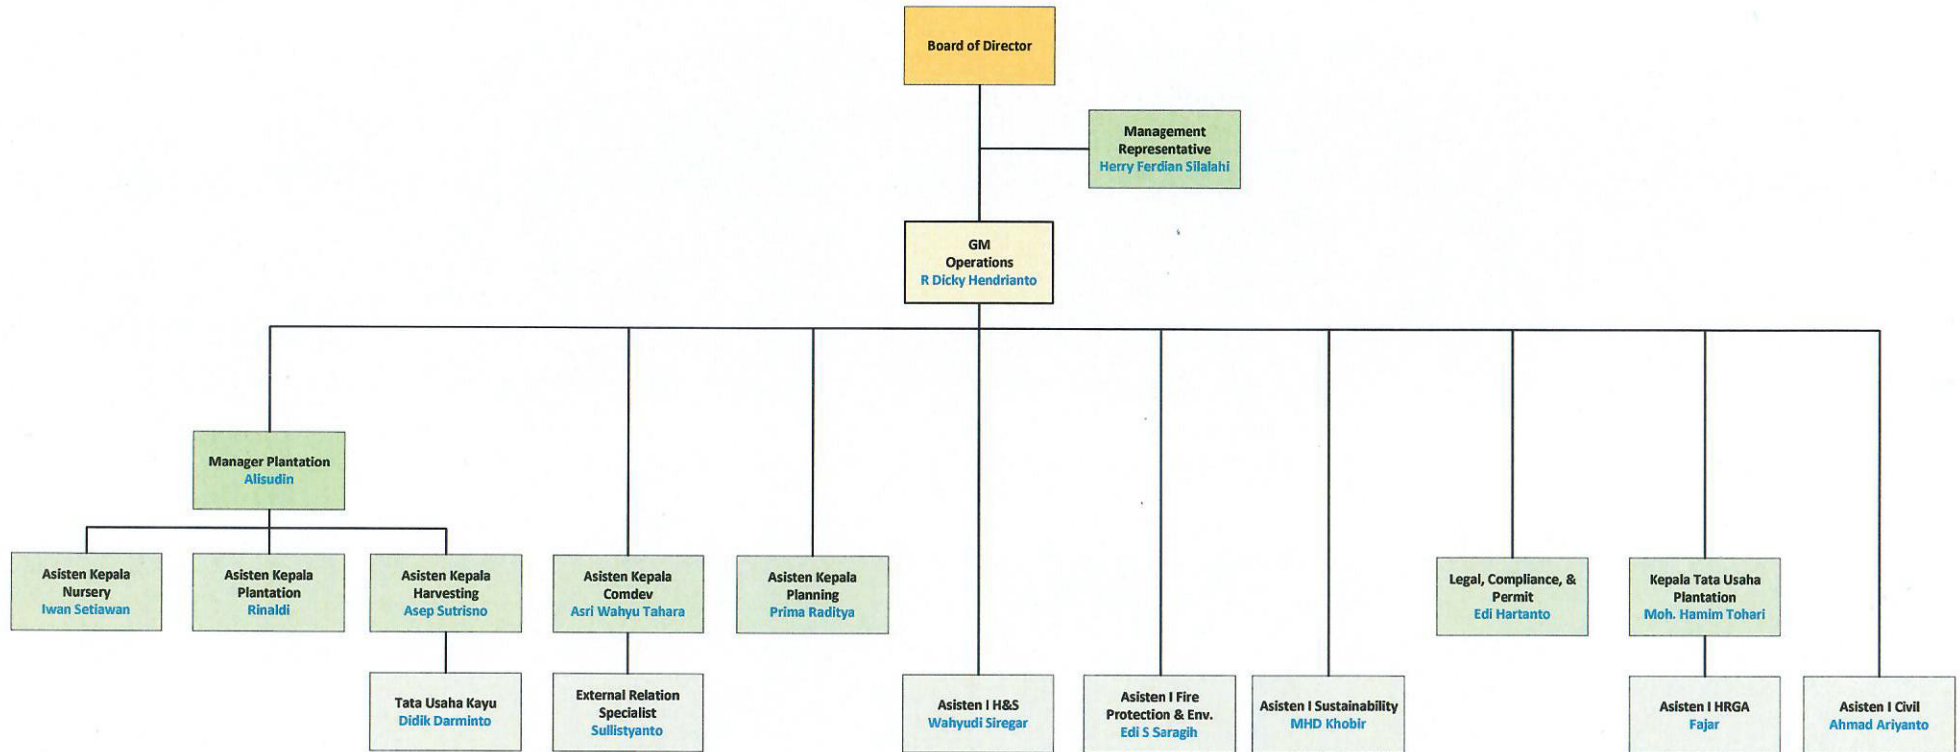 Board of Director
Management
Representative
Herry Ferdian Silalahi
GM
Operations
R Dicky Hendrianto
Manager Plantation
Alisudin
Asisten Kepala
Nursery
Iwan Setiawan
Asisten Kepala
Plantation
Rinaldi
Asisten Kepala
Harvesting
Asep Sutrisno
Asisten Kepala
Comdev
Asri Wahyu Tahara
Asisten Kepala
Planning
Prima Raditya
Legal, Compliance, &
Permit
Edi Hartanto
Kepala Tata Usaha
Plantation
Moh. Hamim Tohari
Tata Usaha Kayu
Didik Darminto
External Relation
Specialist
Sullistyanto
Asisten I H&S
Wahyudi Siregar
Asisten I Fire
Protection & Env.
Edi S Saragih
Asisten I Sustainability
MHD Khobir
Asisten I HRGA
Fajar
Asisten I Civil
Ahmad Ariyanto